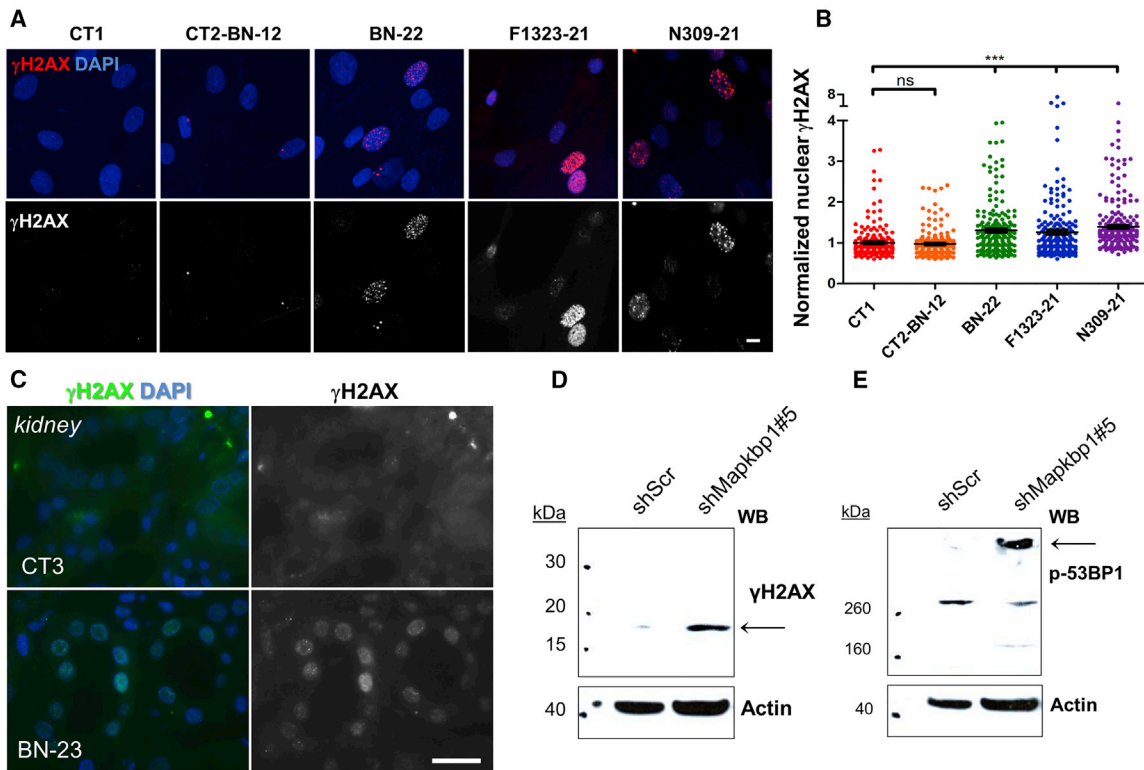 A
CT1 CT2-BN-12 BN-22 F1323-21 N309-21
γH2AX DAPI
γH2AX
B
Normalized nuclear γH2AX
***
ns
8
4
3
2
1
0
CT1 CT2-BN-12 BN-22 F1323-21 N309-21
C
γH2AX DAPI γH2AX
kidney
CT3
BN-23
D
shScr shMapkbp1#5
kDa
WB
30
20
15
γH2AX
40
Actin
E
shScr shMapkbp1#5
kDa
WB
p-53BP1
260
160
40
Actin